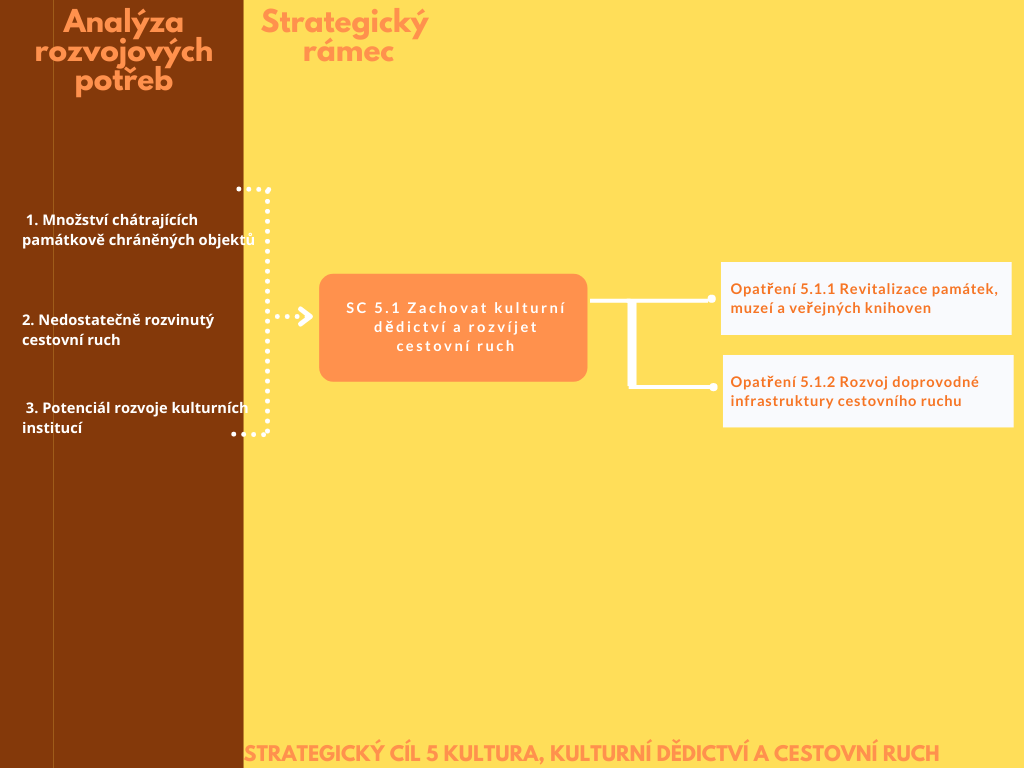 Analýza
rozvojových
potřeb
Strategický
rámec
1. Množství chátrajících
památkově chráněných objektů
2. Nedostatečně rozvinutý
cestovní ruch
3. Potenciál rozvoje kulturních
institucí
SC 5.1 Zachovat kulturní
dědictví a rozvíjet
cestovní ruch
Opatření 5.1.1 Revitalizace památek,
muzeí a veřejných knihoven
Opatření 5.1.2 Rozvoj doprovodné
infrastruktury cestovního ruchu
STRATEGICKÝ CÍL 5 KULTURA, KULTURNÍ DĚDICTVÍ A CESTOVNÍ RUCH